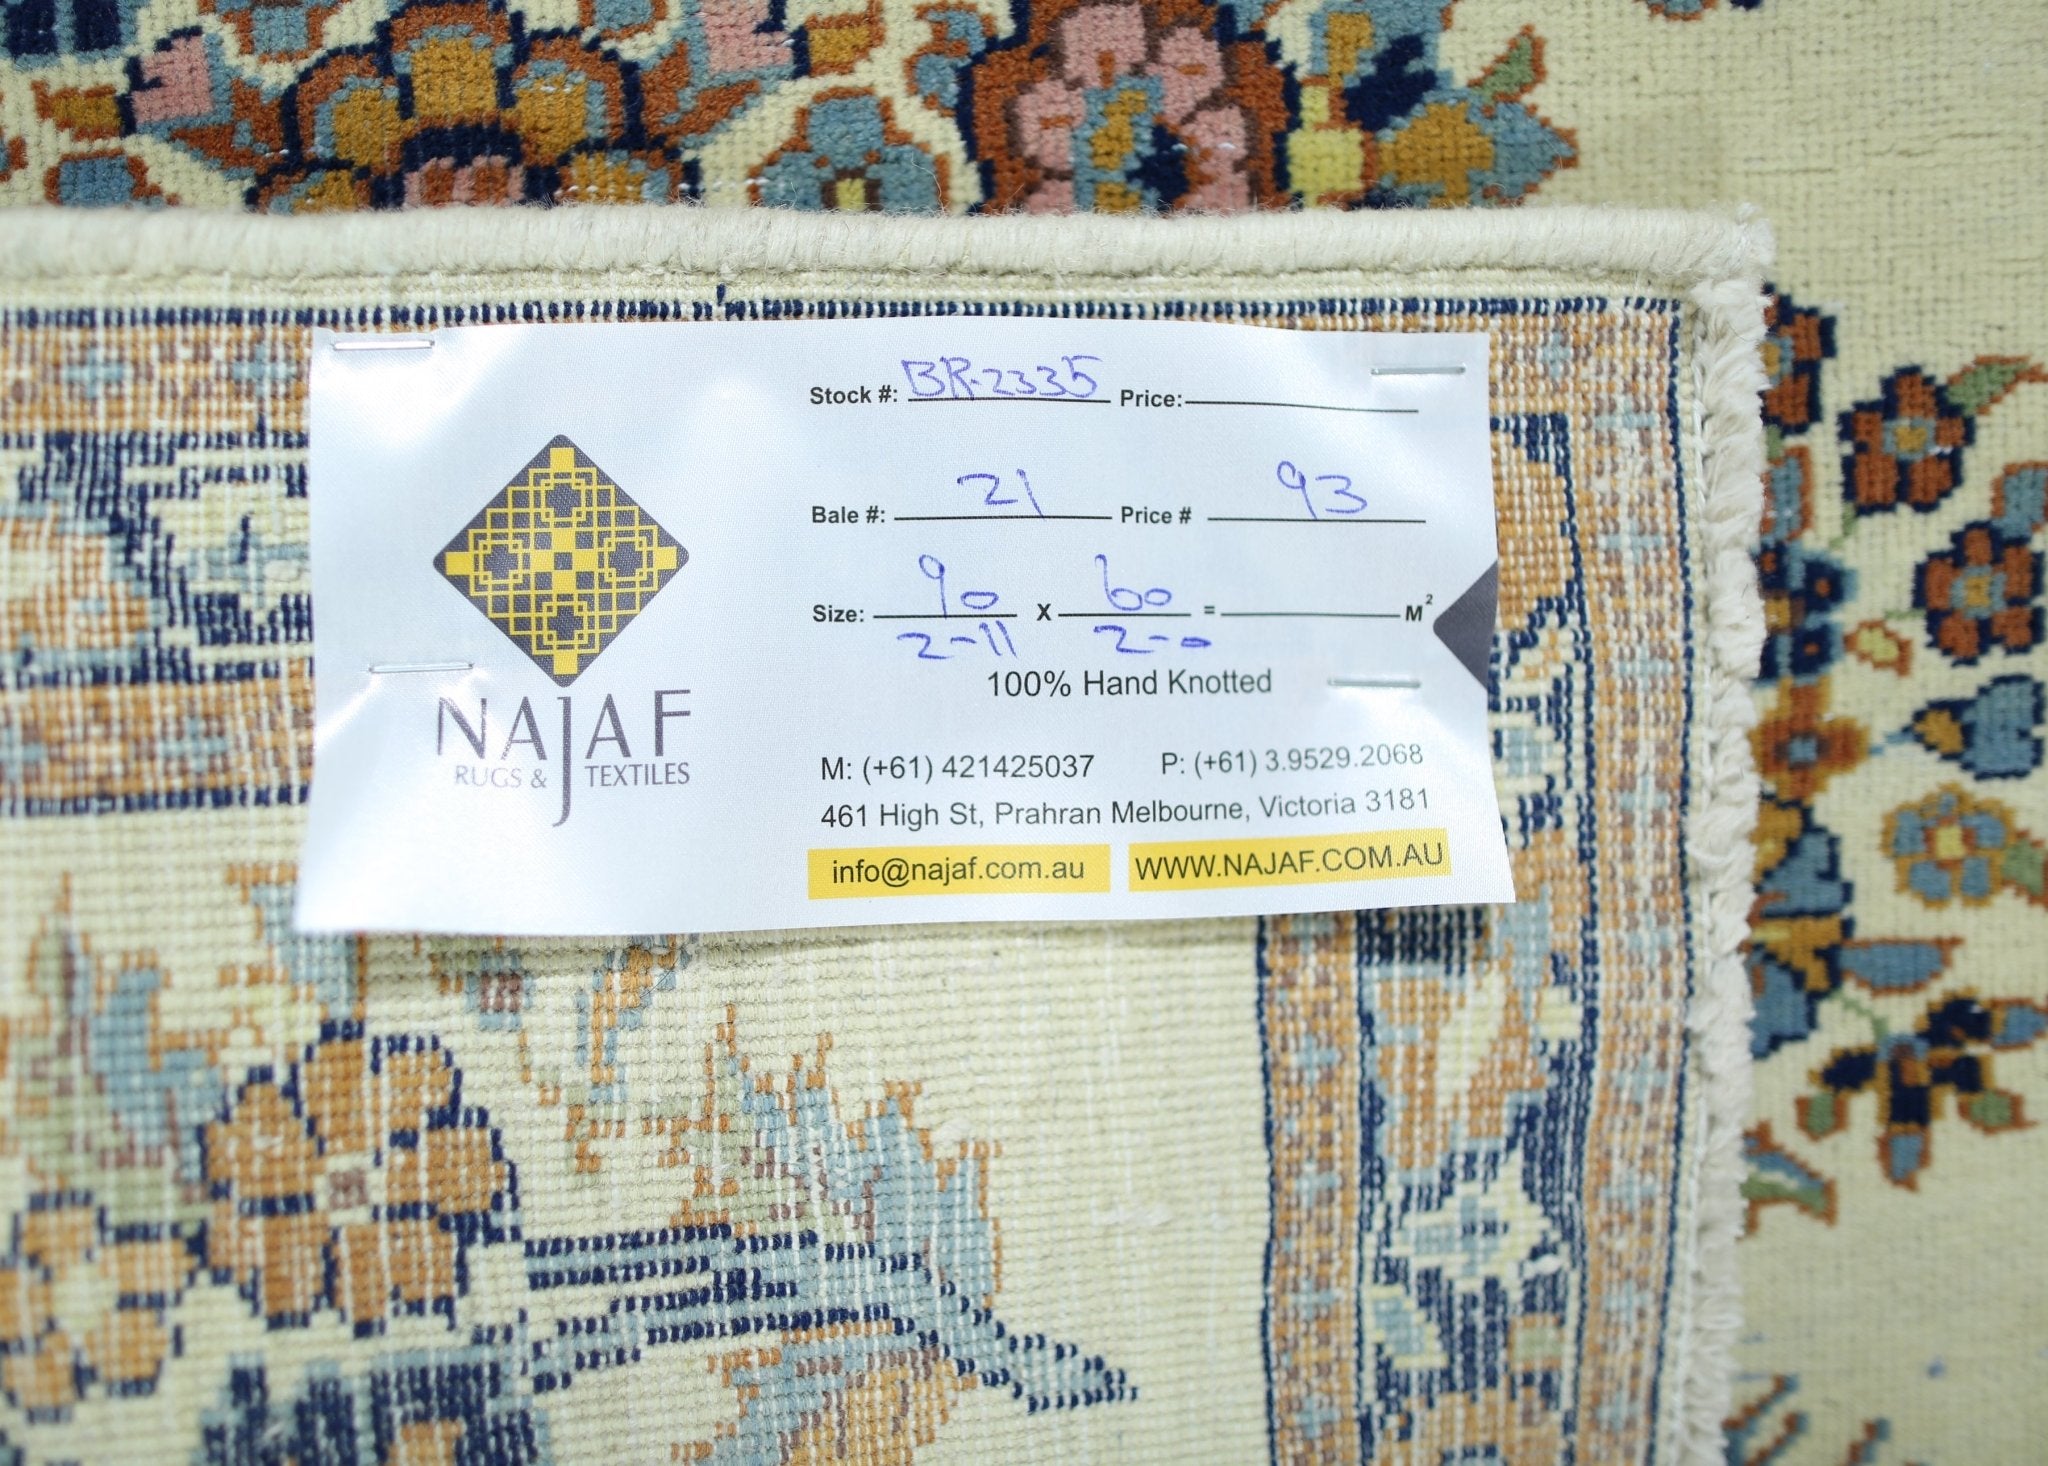 Stock #: BR-2335 Price:
Bale #: 21 Price # 93
Size: 90 X 60 = M²
2-11 2-0
100% Hand Knotted
NAJAF
RUGS & TEXTILES
M: (+61) 421425037 P: (+61) 3.9529.2068
461 High St, Prahran Melbourne, Victoria 3181
info@najaf.com.au WWW.NAJAF.COM.AU